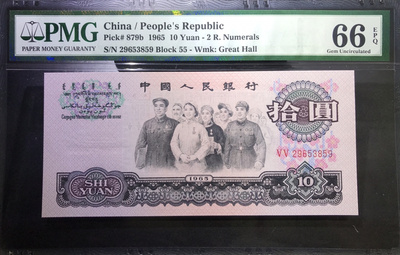 PMG
PAPER MONEY GUARANTY
China / People's Republic
Pick# 879b 1965 10 Yuan - 2 R. Numerals
S/N 29653859 Block 55 - Wmk: Great Hall
66 EPQ
Gem Uncirculated
中國人民銀行
拾圓
VV 29653859
SHI
YUAN
1965
10